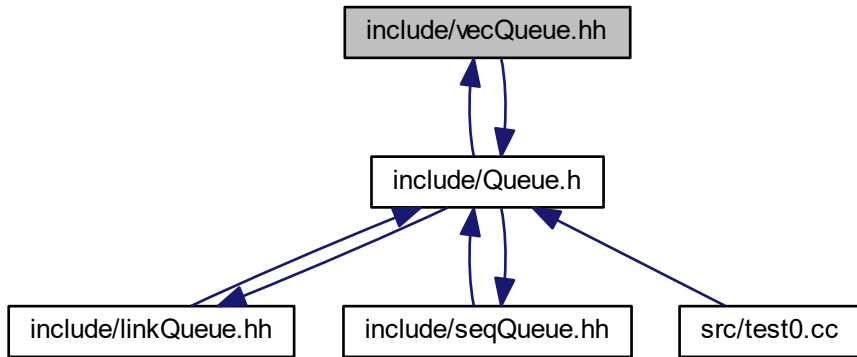 include/vecQueue.hh
include/Queue.h
include/linkQueue.hh
include/seqQueue.hh
src/test0.cc